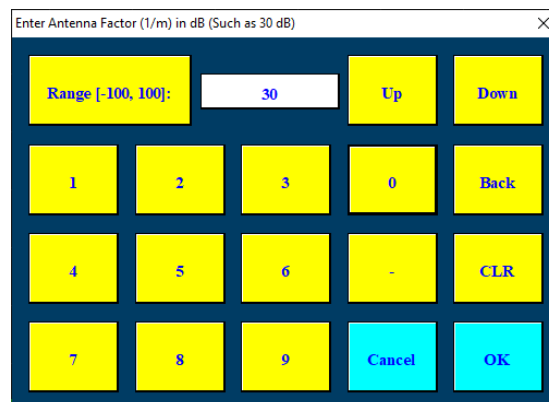 Enter Antenna Factor (1/m) in dB (Such as 30 dB)
Range [-100, 100]: 30 Up Down
1 2 3 0 Back
4 5 6 - CLR
7 8 9 Cancel OK